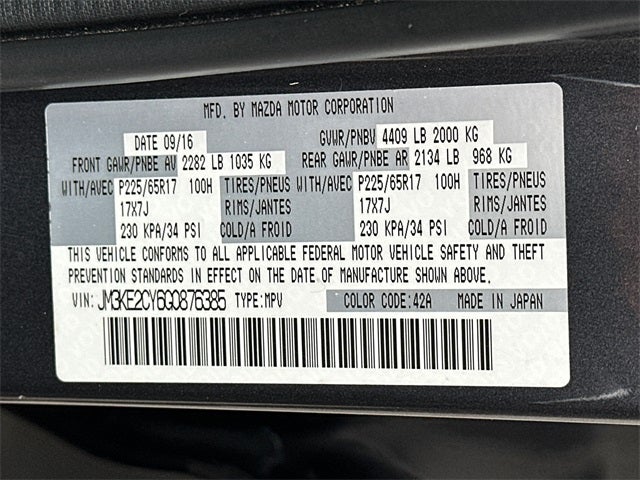 MFD. BY MAZDA MOTOR CORPORATION
DATE 09/16 GVWR/PNBV 4409 LB 2000 KG
FRONT GAWR/PNBE AV 2282 LB 1035 KG REAR GAWR/PNBE AR 2134 LB 968 KG
WITH/AVEC P225/65R17 100H TIRES/PNEUS WITH/AVEC P225/65R17 100H TIRES/PNEUS
17X7J RIMS/JANTES 17X7J RIMS/JANTES
230 KPA/34 PSI COLD/A FROID 230 KPA/34 PSI COLD/A FROID
THIS VEHICLE CONFORMS TO ALL APPLICABLE FEDERAL MOTOR VEHICLE SAFETY AND THEFT
PREVENTION STANDARDS IN EFFECT ON THE DATE OF MANUFACTURE SHOWN ABOVE.
VIN: JM3KE2CY6G0876385 TYPE:MPV COLOR CODE:42A MADE IN JAPAN